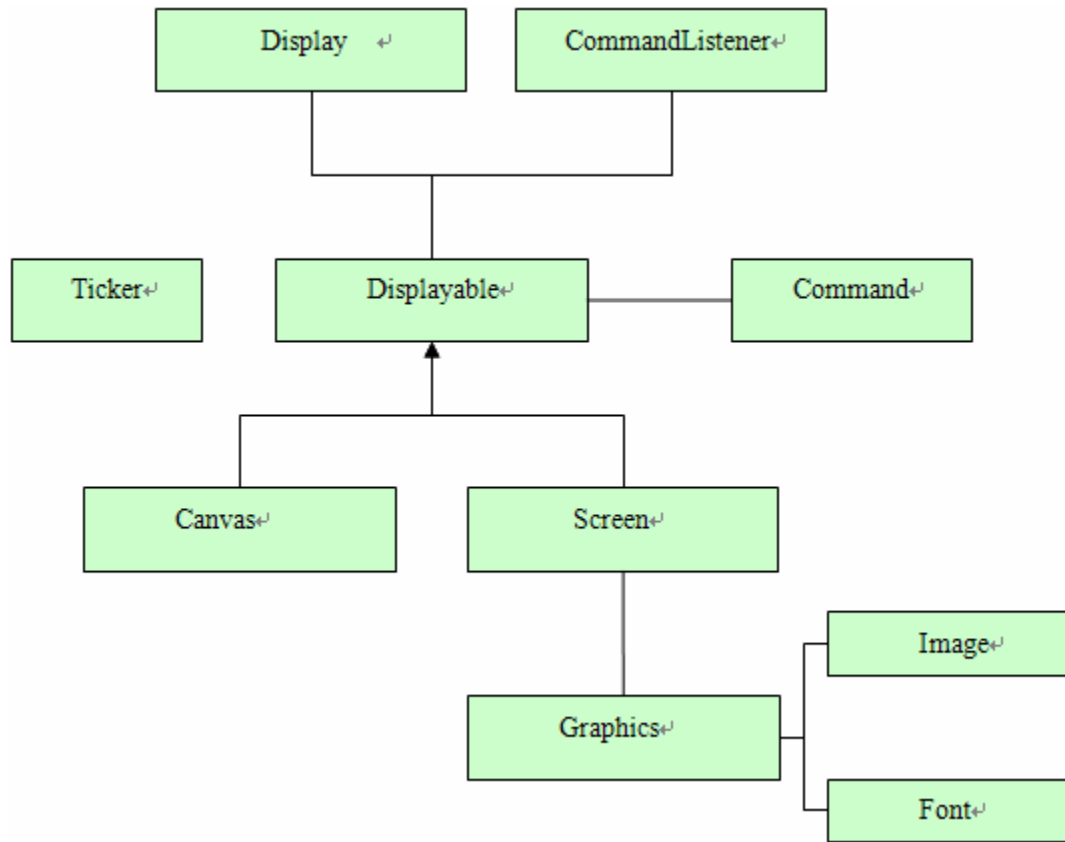 Display
CommandListener
Ticker
Displayable
Command
Canvas
Screen
Image
Graphics
Font